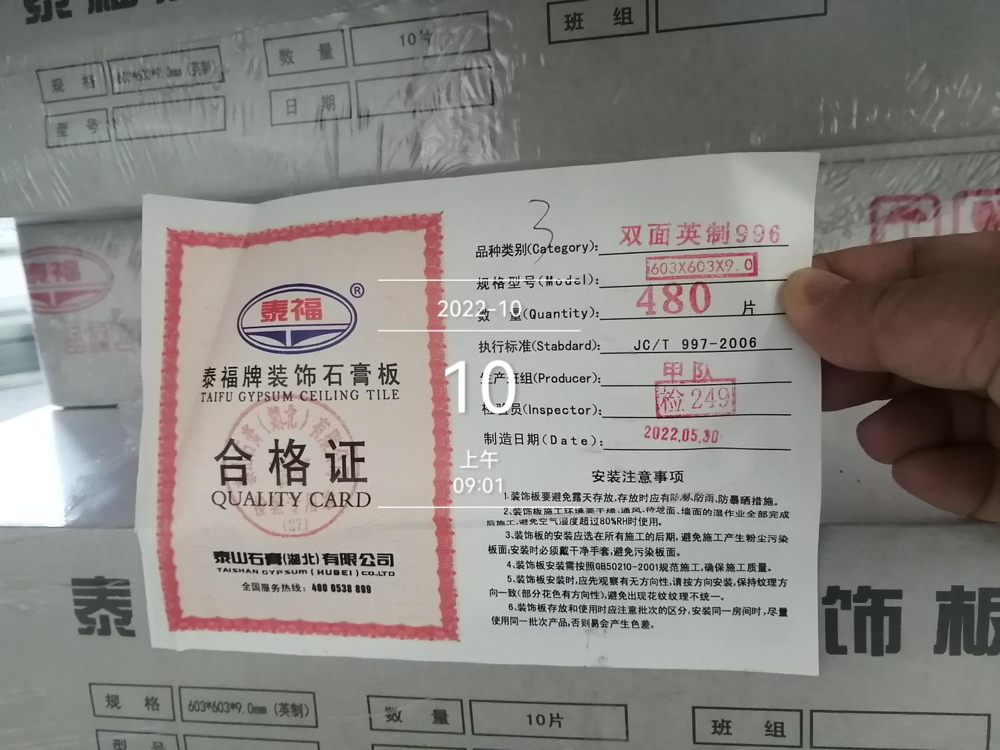 数 量
10片
班 组
规 格
603*603*9.0mm (英制)
日 期
型 号
泰福
®
泰福
泰福牌装饰石膏板
TAIFU GYPSUM CEILING TILE
合格证
QUALITY CARD
(27)
泰山石膏(湖北)有限公司
TAISHAN GYPSUM (HUBEI) CO.,LTD
全国服务热线: 400 0538 899
3
品种类别(Category): 双面英制996
规格型号(Model): 603X603X9.0
数 量(Quantity): 480 片
执行标准(Stabdard): JC/T 997-2006
生产班组(Producer): 甲队
检验员(Inspector): 检249
制造日期(Date): 2022.05.30
安装注意事项
1、装饰板要避免露天存放,存放时应有防潮、防雨、防暴晒措施。
2、装饰板施工环境要干燥、通风,待地面、墙面的湿作业全部完成
后施工,避免空气湿度超过80%RH时使用。
3、装饰板的安装应选在所有施工的后期,避免施工产生粉尘污染
板面;安装时必须戴干净手套,避免污染板面。
4、装饰板安装需按照GB50210-2001规范施工,确保施工质量。
5、装饰板安装时,应先观察有无方向性,请按方向安装,保持纹理方
向一致(部分花色有方向性),避免出现花纹纹理不统一。
6、装饰板存放和使用时应注意批次的区分,安装同一房间时,尽量
使用同一批次产品,否则易会产生色差。
2022-10
10
上午
09:01
泰
饰板
规 格
603*603*9.0mm (英制)
数 量
10片
班 组
型 号